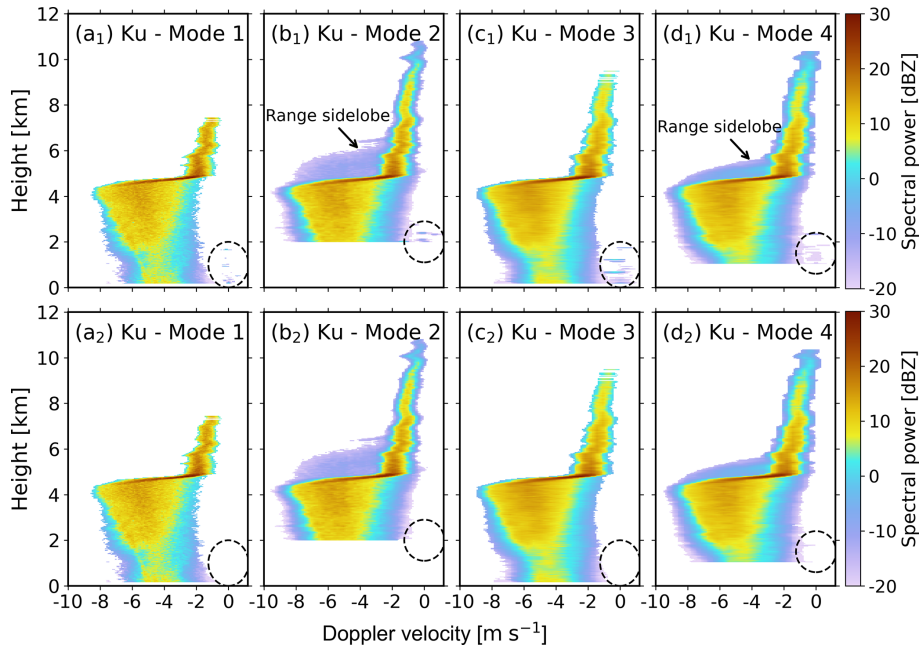 (a₁) Ku - Mode 1
(b₁) Ku - Mode 2
(c₁) Ku - Mode 3
(d₁) Ku - Mode 4
Range sidelobe
Range sidelobe
Height [km]
12
10
8
6
4
2
0
Spectral power [dBZ]
30
20
10
0
-10
-20
(a₂) Ku - Mode 1
(b₂) Ku - Mode 2
(c₂) Ku - Mode 3
(d₂) Ku - Mode 4
Height [km]
12
10
8
6
4
2
0
Spectral power [dBZ]
30
20
10
0
-10
-20
-10 -8 -6 -4 -2 0
-10 -8 -6 -4 -2 0
-10 -8 -6 -4 -2 0
-10 -8 -6 -4 -2 0
Doppler velocity [m s⁻¹]